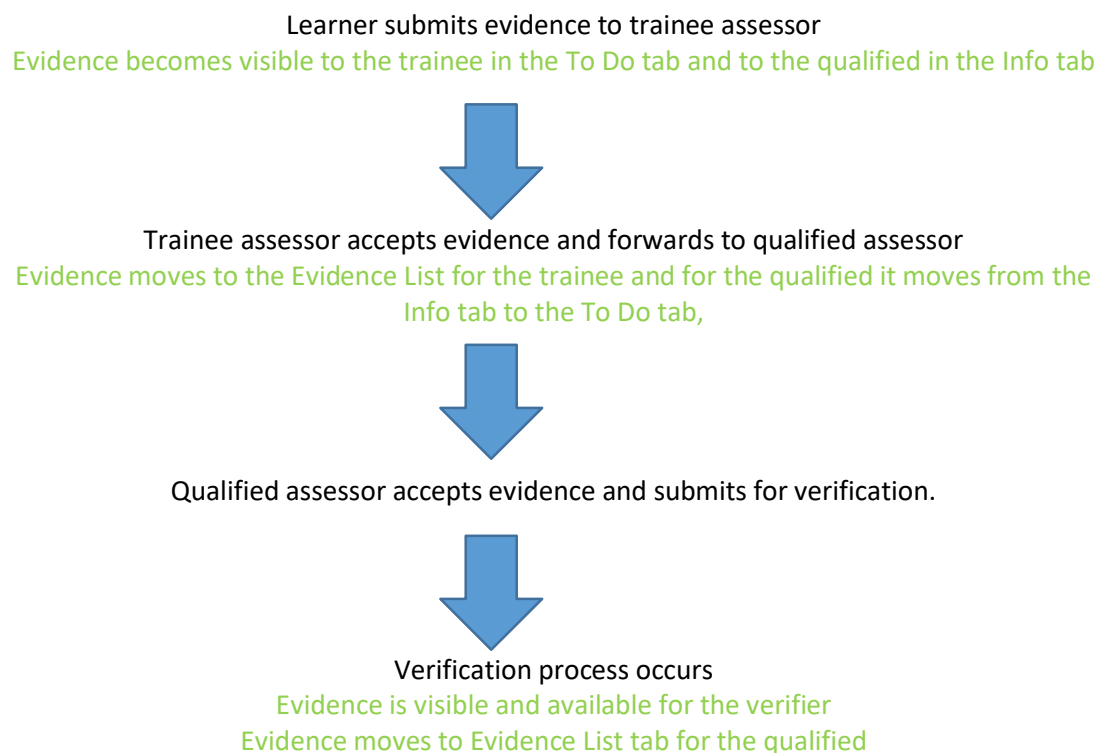 Learner submits evidence to trainee assessor
Evidence becomes visible to the trainee in the To Do tab and to the qualified in the Info tab
Trainee assessor accepts evidence and forwards to qualified assessor
Evidence moves to the Evidence List for the trainee and for the qualified it moves from the
Info tab to the To Do tab,
Qualified assessor accepts evidence and submits for verification.
Verification process occurs
Evidence is visible and available for the verifier
Evidence moves to Evidence List tab for the qualified